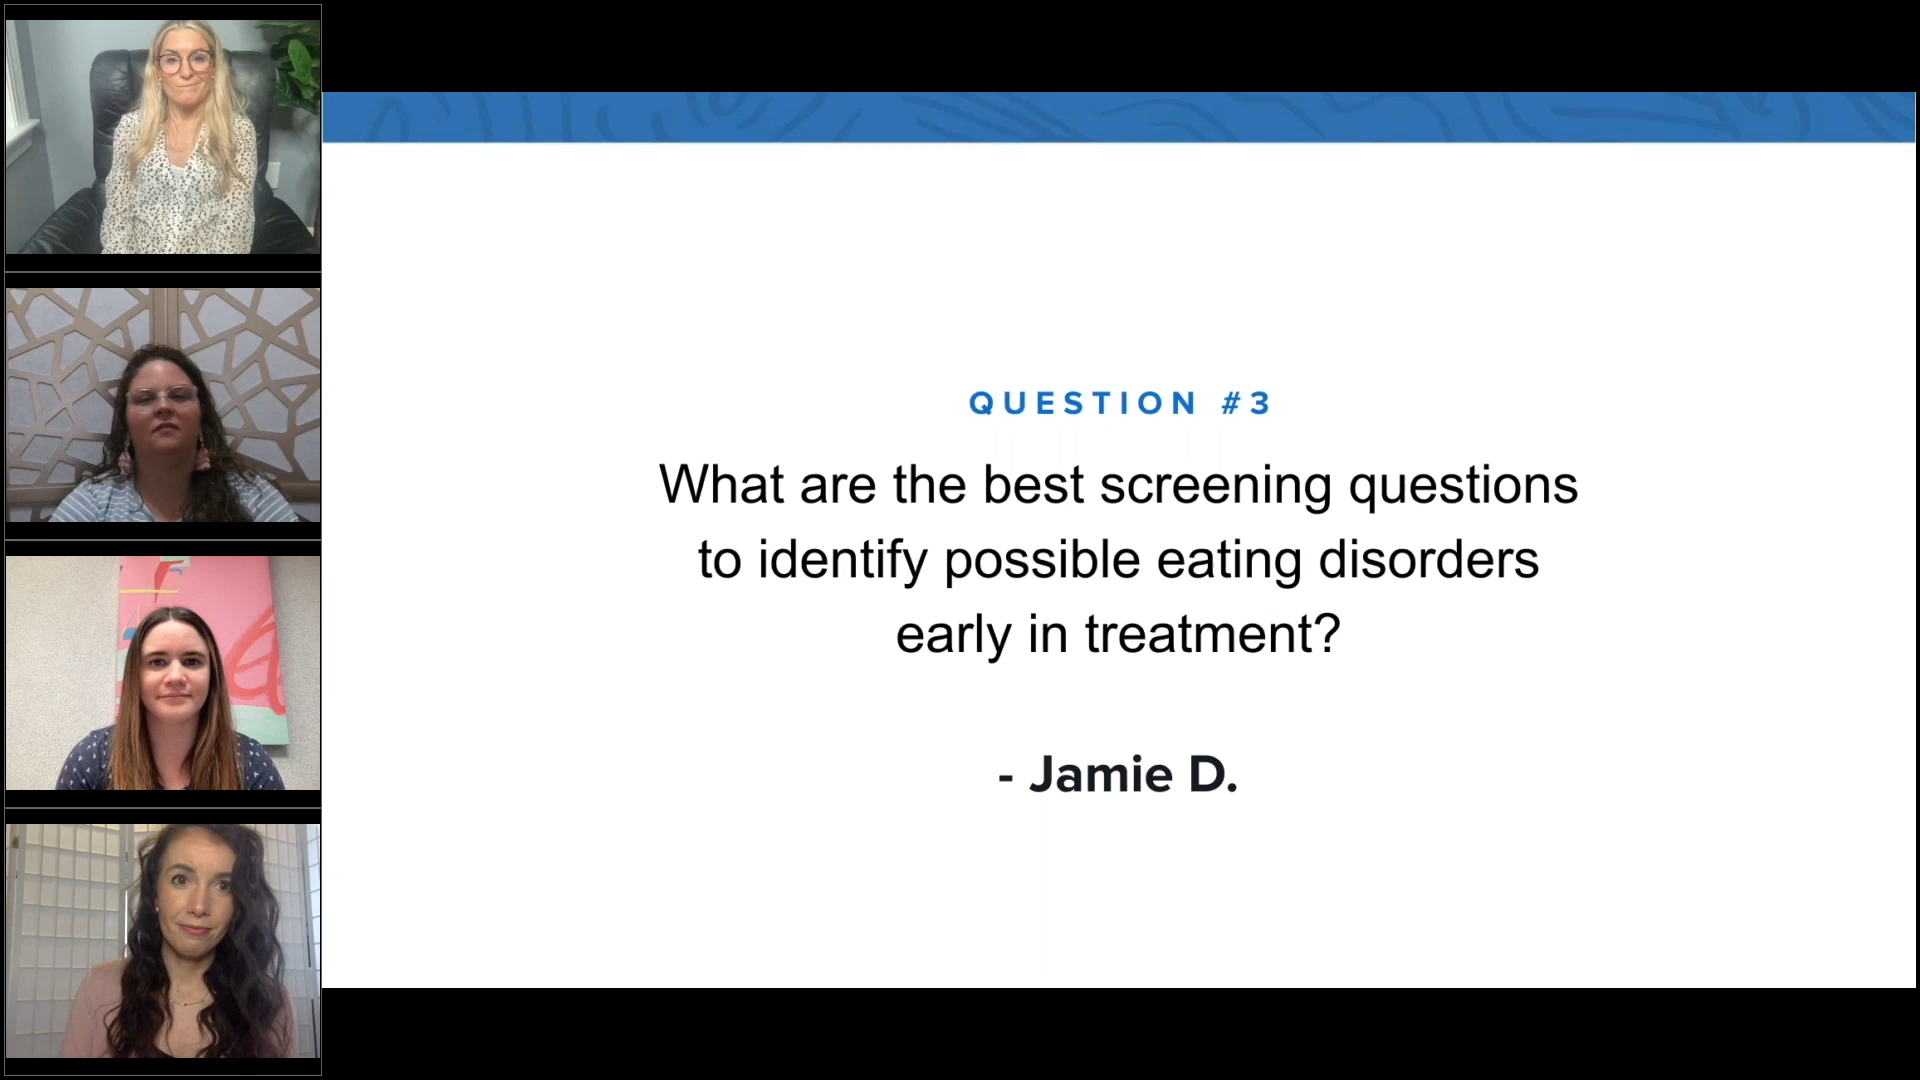 QUESTION #3
What are the best screening questions
to identify possible eating disorders
early in treatment?
- Jamie D.